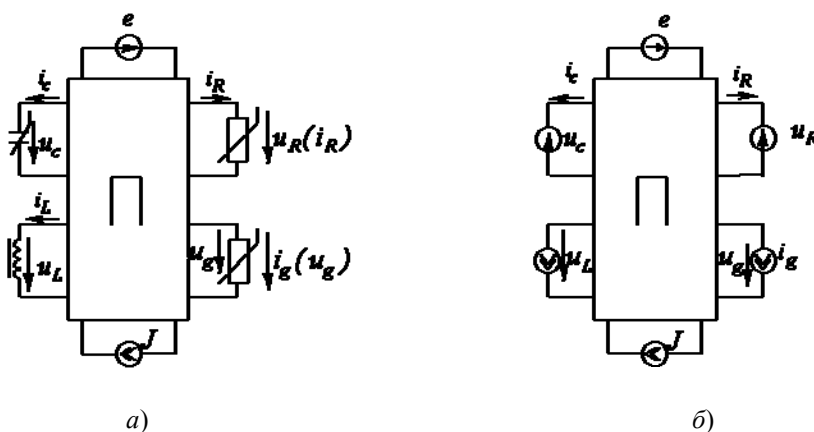 e
e
i_c
i_R
i_c
i_R
u_c
u_R(i_R)
u_c
u_R
П
П
i_L
u_L
u_g
i_g(u_g)
u_L
u_g
i_g
J
J
а)
б)